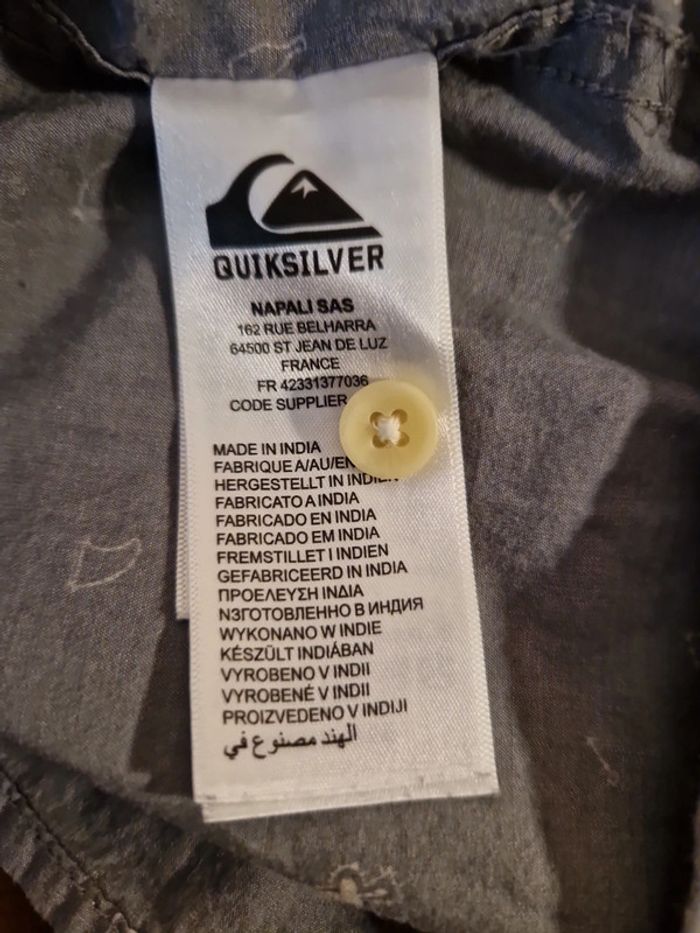 QUIKSILVER
NAPALI SAS
162 RUE BELHARRA
64500 ST JEAN DE LUZ
FRANCE
FR 42331377036
CODE SUPPLIER
MADE IN INDIA
FABRIQUE A/AU/EN
HERGESTELLT IN INDIEN
FABRICATO A INDIA
FABRICADO EN INDIA
FABRICADO EM INDIA
FREMSTILLET I INDIEN
GEFABRICEERD IN INDIA
ΠΡΟΕΛΕΥΣΗ ΙΝΔΙΑ
NЗГОТОВЛЕННО В ИНДИЯ
WYKONANO W INDIE
KÉSZÜLT INDIÁBAN
VYROBENO V INDII
VYROBENÉ V INDII
PROIZVEDENO V INDIJI
الهند مصنوع في